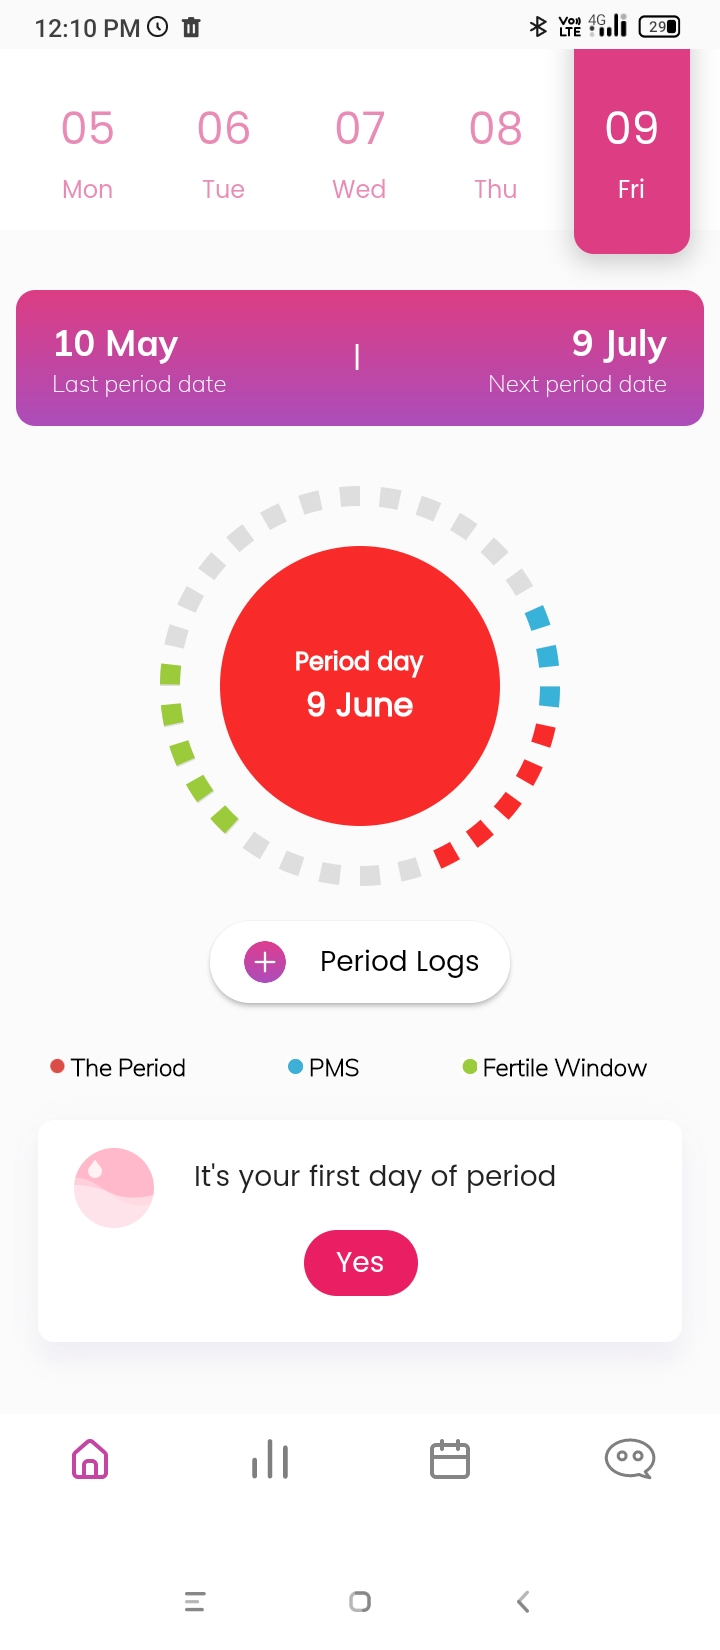 12:10 PM
Vo))
LTE
4G
29
05 06 07 08 09
Mon Tue Wed Thu Fri
10 May | 9 July
Last period date Next period date
Period day
9 June
Period Logs
The Period PMS Fertile Window
It's your first day of period
Yes